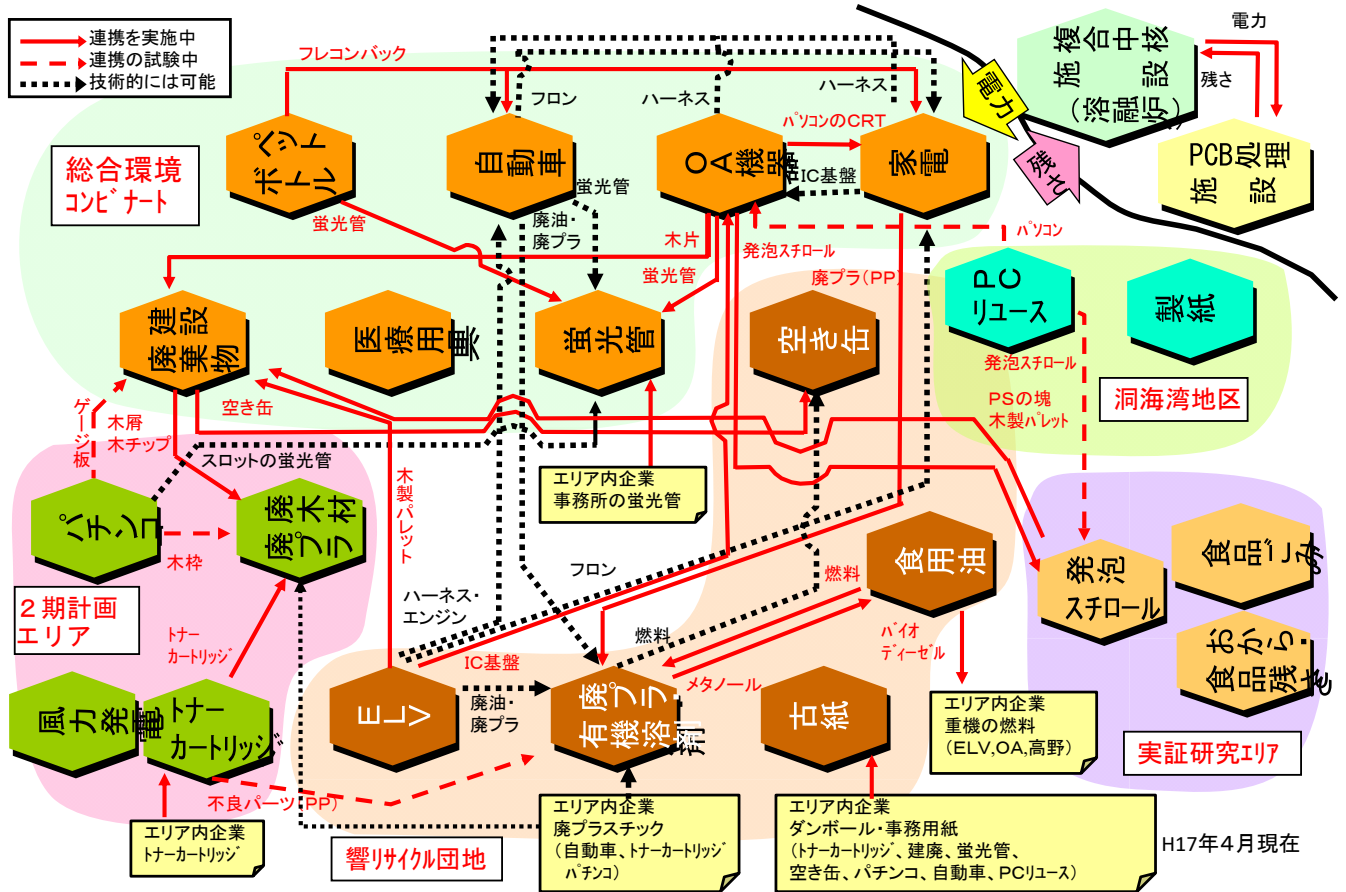 連携を実施中
連携の試験中
技術的には可能
フレコンバック
フロン
ハーネス
ハーネス
電力
残さ
電力
残さ
複合中核
施設
(溶融炉)
PCB処理
施設
総合環境
コンビナート
ペット
ボトル
自動車
OA機器
パソコンのCRT
家電
IC基盤
蛍光管
蛍光管
廃油・
廃プラ
木片
発泡スチロール
蛍光管
パソコン
廃プラ(PP)
PC
リユース
製紙
建設
廃棄物
医療用具
蛍光管
空き缶
発泡スチロール
PSの塊
木製パレット
洞海湾地区
ゲージ板
木屑
木チップ
空き缶
スロットの蛍光管
木製パレット
エリア内企業
事務所の蛍光管
パチンコ
木枠
廃木材
廃プラ
2期計画
エリア
トナー
カートリッジ
ハーネス・
エンジン
フロン
燃料
食用油
発泡
スチロール
食品ごみ
おから・
食品残さ
燃料
バイオ
ディーゼル
IC基盤
メタノール
風力発電
トナー
カートリッジ
ELV
廃油・
廃プラ
廃プラ・
有機溶剤
古紙
エリア内企業
重機の燃料
(ELV,OA,高野)
実証研究エリア
不良パーツ(PP)
エリア内企業
トナーカートリッジ
響リサイクル団地
エリア内企業
廃プラスチック
(自動車、トナーカートリッジ
パチンコ)
エリア内企業
ダンボール・事務用紙
(トナーカートリッジ、建廃、蛍光管、
空き缶、パチンコ、自動車、PCリユース)
H17年4月現在